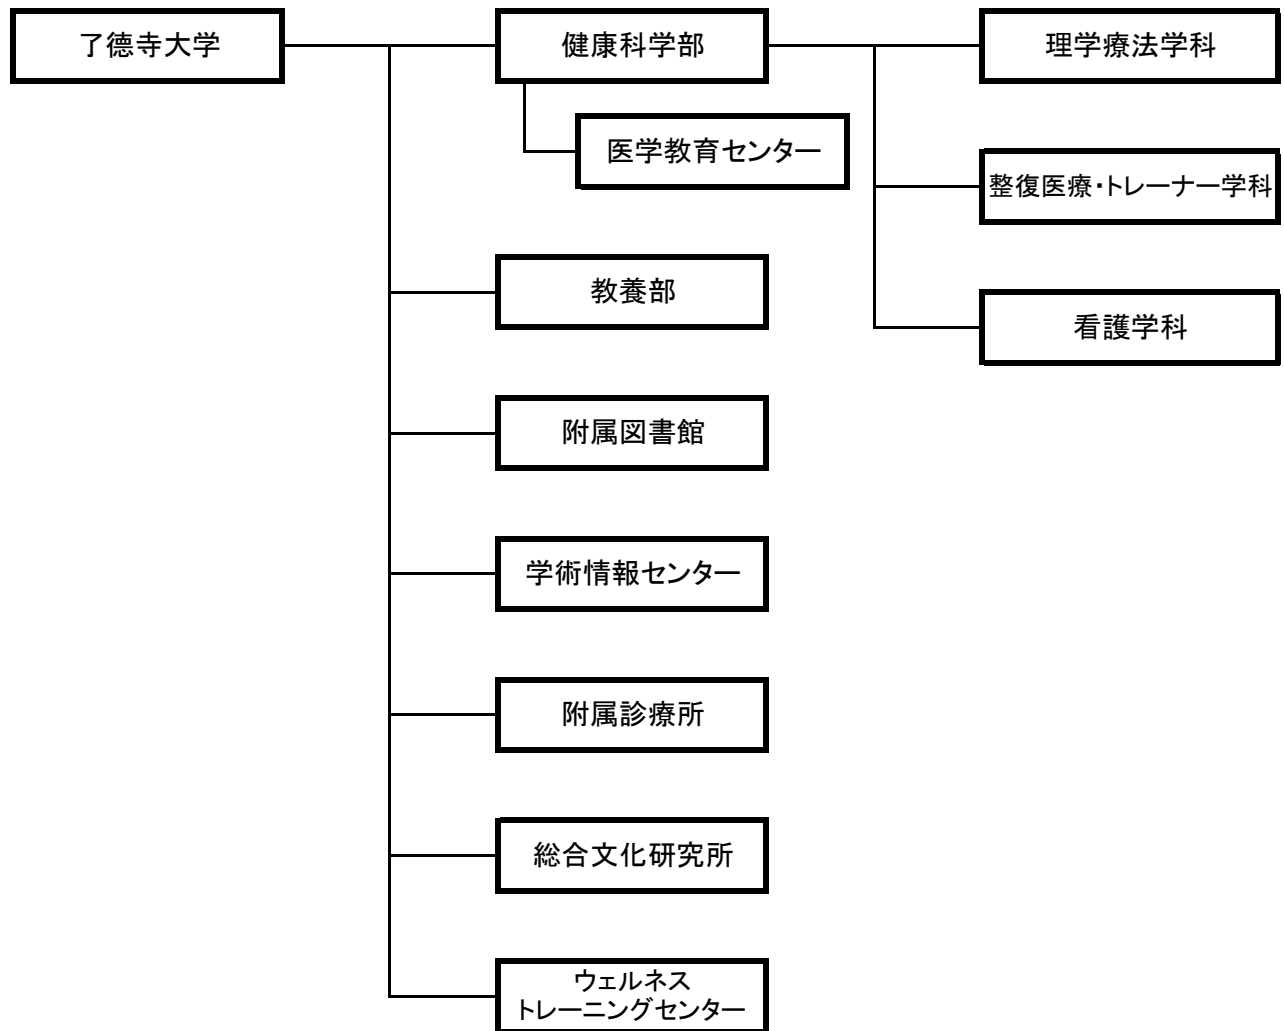 了德寺大学
健康科学部
理学療法学科
医学教育センター
整復医療・トレーナー学科
教養部
看護学科
附属図書館
学術情報センター
附属診療所
総合文化研究所
ウェルネス
トレーニングセンター